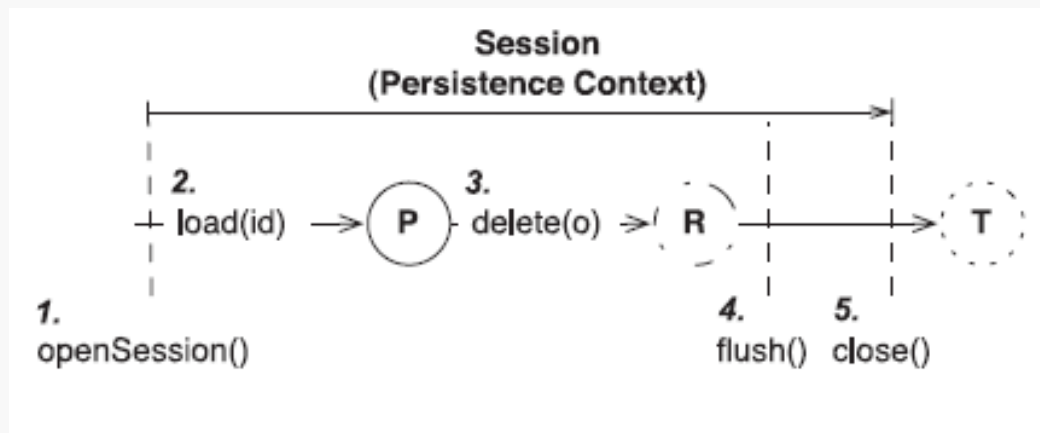 Session
(Persistence Context)
2.
load(id)
P
3.
delete(o)
R
T
1.
openSession()
4.
flush()
5.
close()